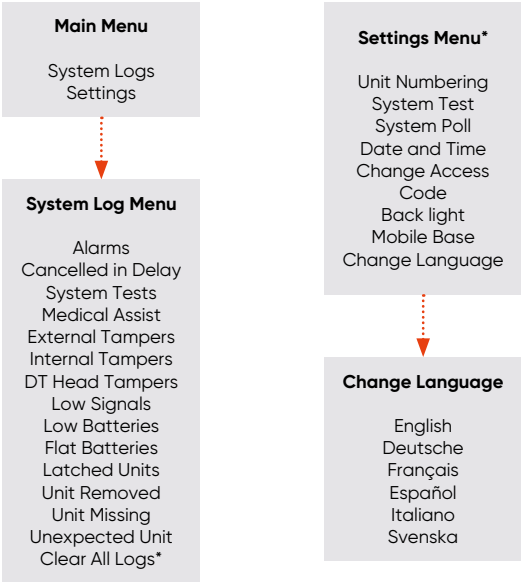 Main Menu
System Logs
Settings
System Log Menu
Alarms
Cancelled in Delay
System Tests
Medical Assist
External Tampers
Internal Tampers
DT Head Tampers
Low Signals
Low Batteries
Flat Batteries
Latched Units
Unit Removed
Unit Missing
Unexpected Unit
Clear All Logs*
Settings Menu*
Unit Numbering
System Test
System Poll
Date and Time
Change Access
Code
Back light
Mobile Base
Change Language
Change Language
English
Deutsche
Français
Español
Italiano
Svenska